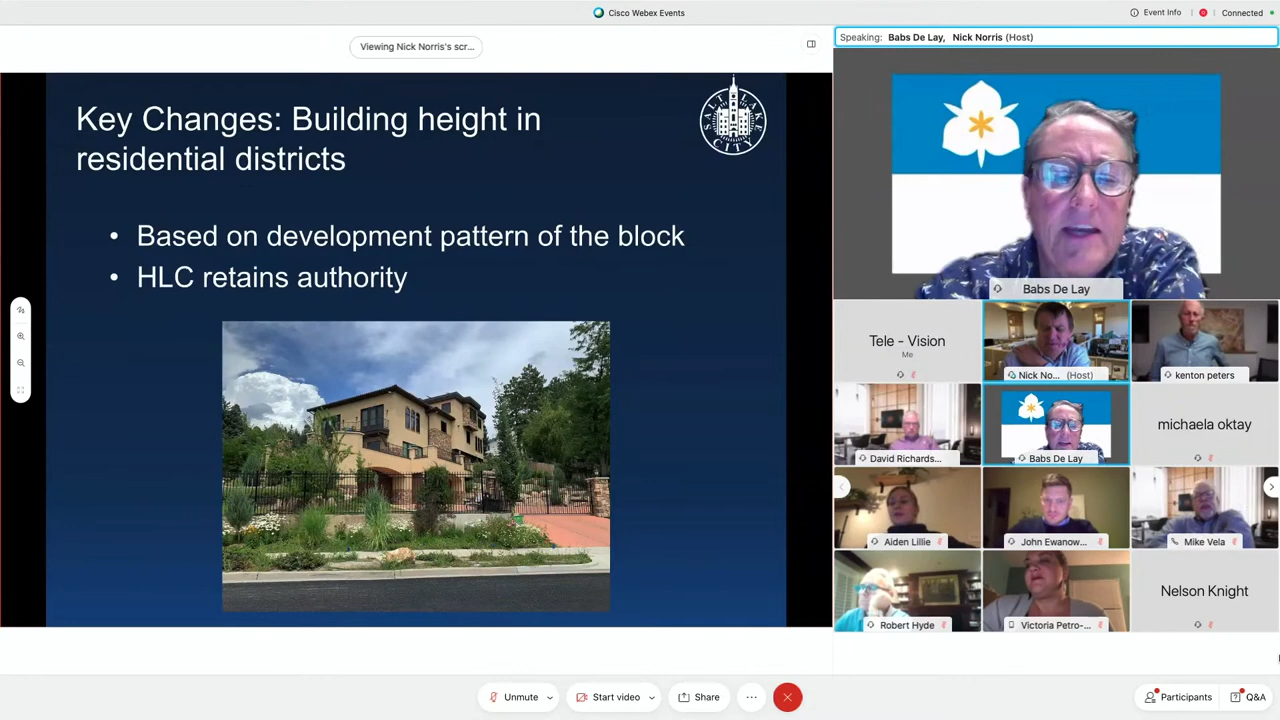 Cisco Webex Events
Event Info
Connected
Viewing Nick Norris's scr...
Speaking: Babs De Lay, Nick Norris (Host)
Key Changes: Building height in
residential districts
SALT LAKE CITY
• Based on development pattern of the block
• HLC retains authority
Babs De Lay
Tele - Vision
Me
Nick No... (Host)
kenton peters
David Richards...
Babs De Lay
michaela oktay
Aiden Lillie
John Ewanow...
Mike Vela
Robert Hyde
Victoria Petro-...
Nelson Knight
Unmute
Start video
Share
Participants
Q&A